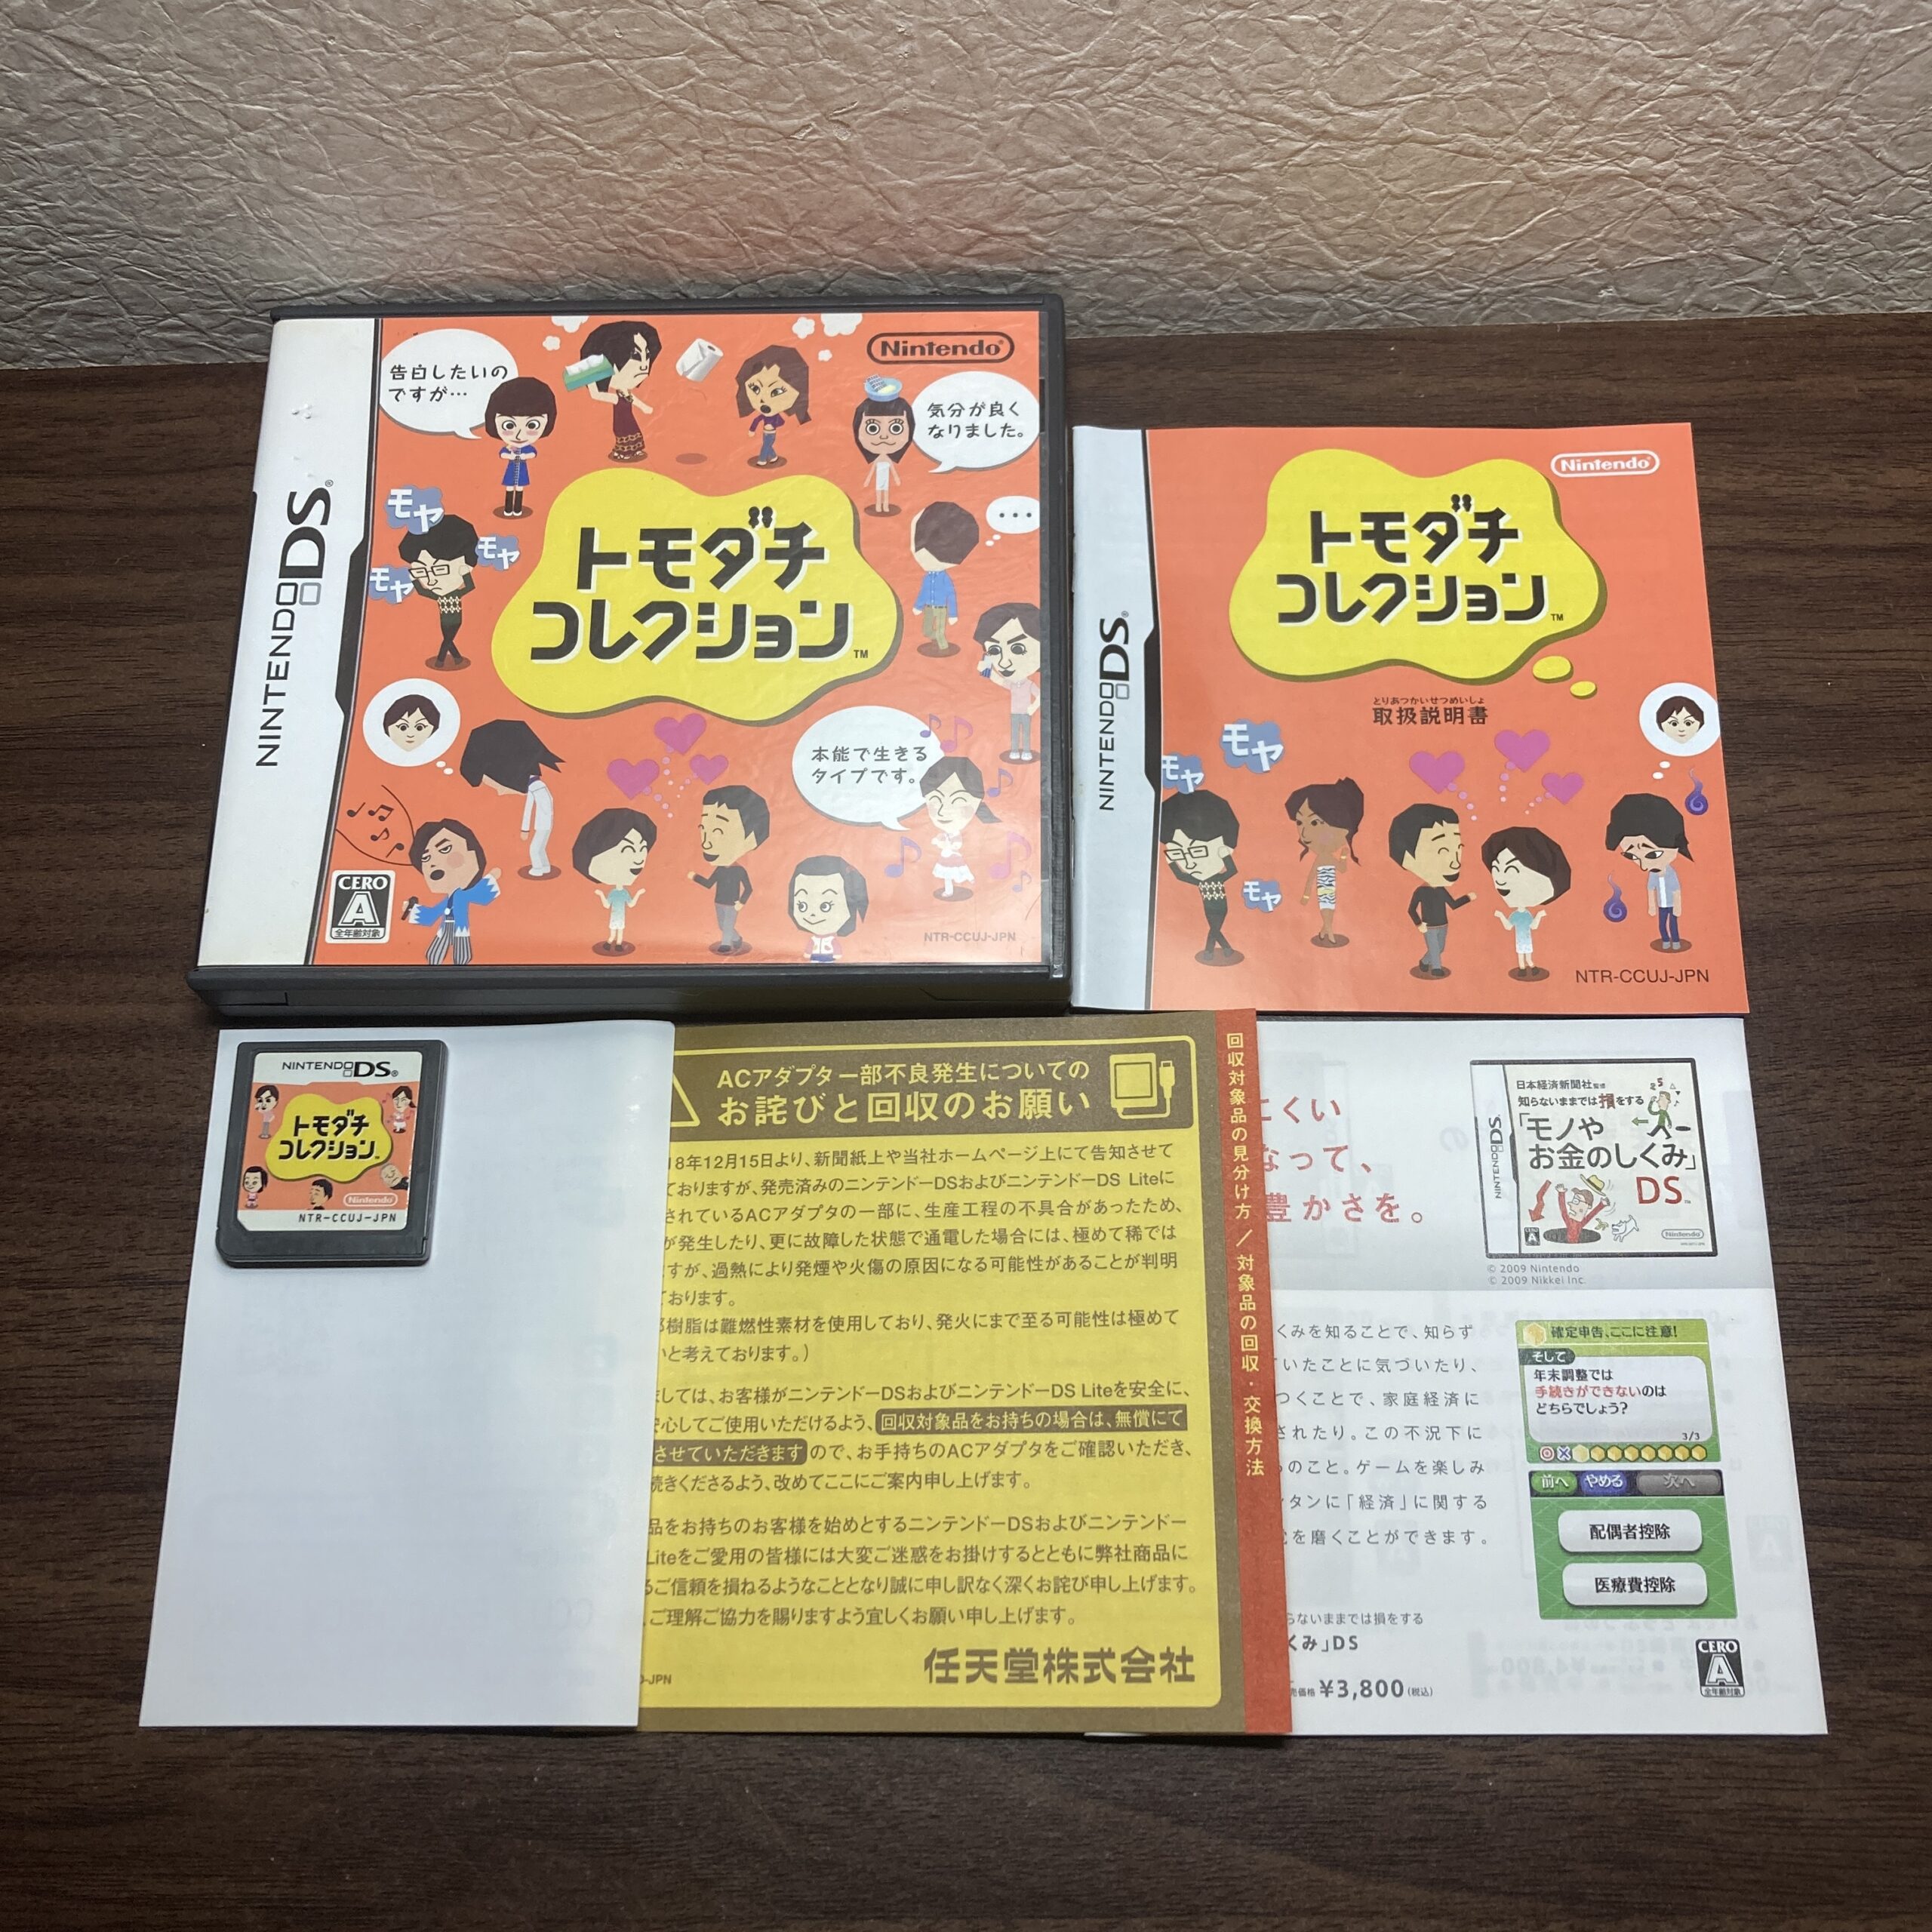 NINTENDO DS®
告白したいの
ですが…
Nintendo®
気分が良く
なりました。
モヤ
モヤ
モヤ
...
トモダチ
コレクション™
本能で生きる
タイプです。
CERO
A
全年齢対象
NTR-CCUJ-JPN
NINTENDO DS®
Nintendo®
トモダチ
コレクション™
とりあつかいせつめいしょ
取扱説明書
モヤ
モヤ
モヤ
NTR-CCUJ-JPN
NINTENDO DS®
トモダチ
コレクション™
Nintendo
NTR-CCUJ-JPN
ACアダプター部不良発生についての
お詫びと回収のお願い
18年12月15日より、新聞紙上や当社ホームページ上にて告知させて
ておりますが、発売済みのニンテンドーDSおよびニンテンドーDS Liteに
されているACアダプタの一部に、生産工程の不具合があったため、
が発生したり、更に故障した状態で通電した場合には、極めて稀では
ますが、過熱により発煙や火傷の原因になる可能性があることが判明
ております。
樹脂は難燃性素材を使用しており、発火にまで至る可能性は極めて
いと考えております。)
ましては、お客様がニンテンドーDSおよびニンテンドーDS Liteを安全に、
心してご使用いただけるよう、回収対象品をお持ちの場合は、無償にて
させていただきますので、お手持ちのACアダプタをご確認いただき、
続きくださるよう、改めてここにご案内申し上げます。
品をお持ちのお客様を始めとするニンテンドーDSおよびニンテンドー
Liteをご愛用の皆様には大変ご迷惑をお掛けするとともに弊社商品に
るご信頼を損ねるようなこととなり誠に申し訳なく深くお詫び申し上げます。
ご理解ご協力を賜りますよう宜しくお願い申し上げます。
任天堂株式会社
-JPN
回収対象品の見分け方／対象品の回収・交換方法
にくい
なって、
豊かさを。
NINTENDO DS
日本経済新聞社監修
知らないままでは損をする
「モノや
お金のしくみ」
DS™
Nintendo
© 2009 Nintendo
© 2009 Nikkei Inc.
くみを知ることで、知らず
いたことに気づいたり、
つくことで、家庭経済に
されたり。この不況下に
のこと。ゲームを楽しみ
ンタンに「経済」に関する
を磨くことができます。
確定申告、ここに注意!
そして
年末調整では
手続きができないのは
どちらでしょう?
3/3
前へ
やめる
次へ
配偶者控除
医療費控除
らないままでは損をする
くみ」DS
売価格 ¥3,800(税込)
CERO
A
全年齢対象